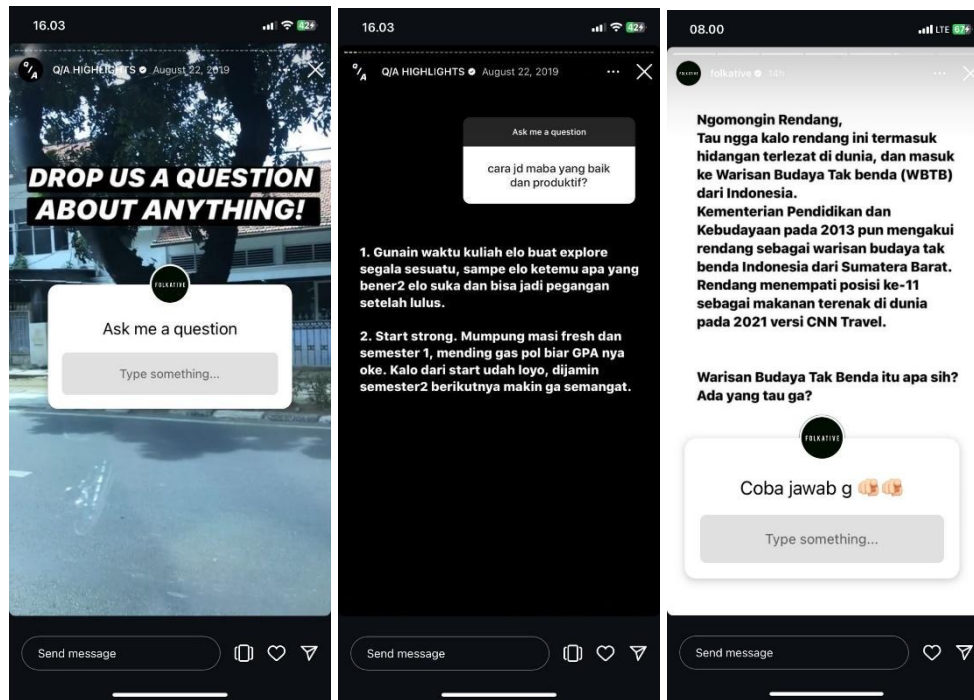 16.03
42
Q/A
Q/A HIGHLIGHTS August 22, 2019
DROP US A QUESTION
ABOUT ANYTHING!
FOLKATIVE
Ask me a question
Type something...
Send message
16.03
42
Q/A
Q/A HIGHLIGHTS August 22, 2019
Ask me a question
cara jd maba yang baik
dan produktif?
1. Gunain waktu kuliah elo buat explore
segala sesuatu, sampe elo ketemu apa yang
bener2 elo suka dan bisa jadi pegangan
setelah lulus.
2. Start strong. Mumpung masi fresh dan
semester 1, mending gas pol biar GPA nya
oke. Kalo dari start udah loyo, dijamin
semester2 berikutnya makin ga semangat.
Send message
08.00
LTE 67
FOLKATIVE
folkative 14h
Ngomongin Rendang,
Tau ngga kalo rendang ini termasuk
hidangan terlezat di dunia, dan masuk
ke Warisan Budaya Tak benda (WBTB)
dari Indonesia.
Kementerian Pendidikan dan
Kebudayaan pada 2013 pun mengakui
rendang sebagai warisan budaya tak
benda Indonesia dari Sumatera Barat.
Rendang menempati posisi ke-11
sebagai makanan terenak di dunia
pada 2021 versi CNN Travel.
Warisan Budaya Tak Benda itu apa sih?
Ada yang tau ga?
FOLKATIVE
Coba jawab g 🫵🏻🫵🏻
Type something...
Send message